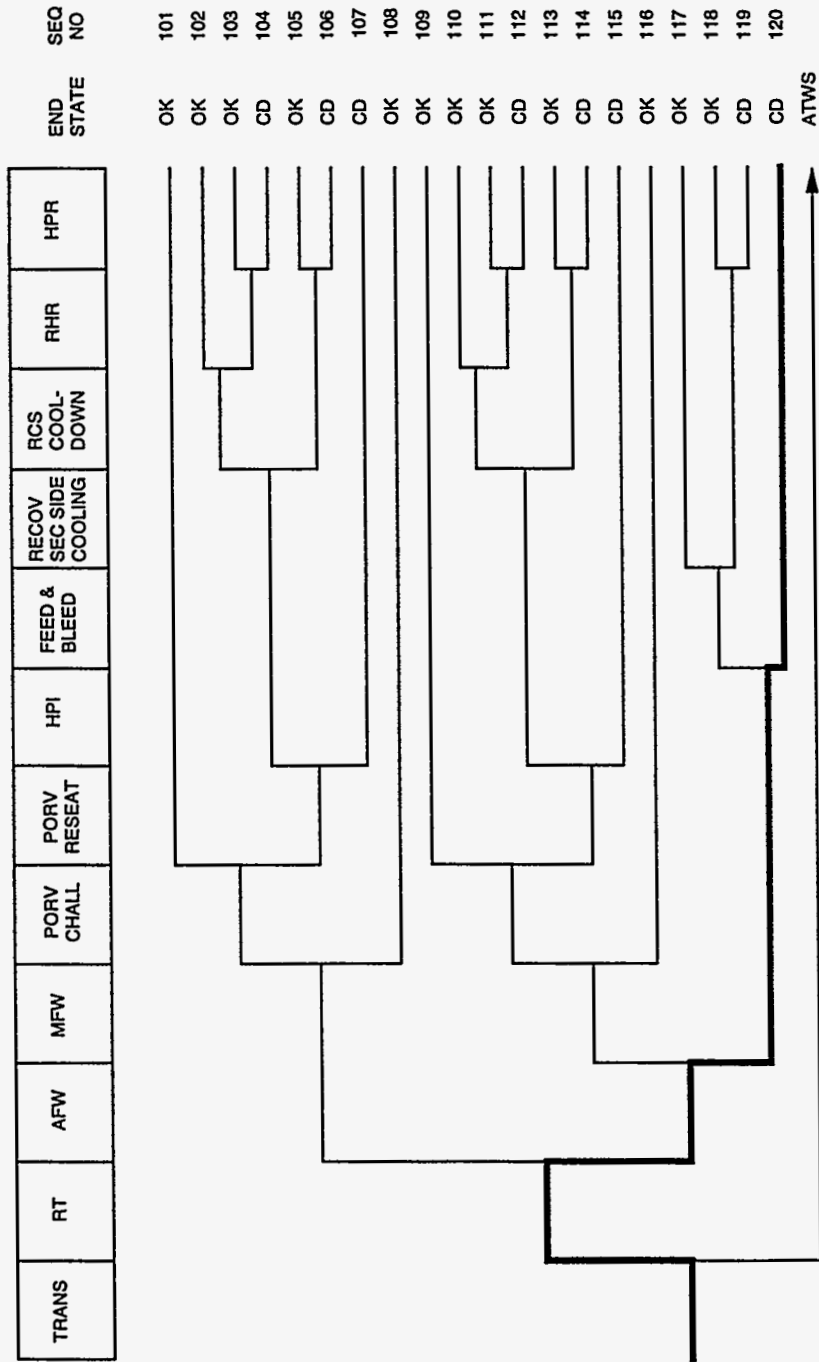 TRANS
RT
AFW
MFW
PORV
CHALL
PORV
RESEAT
HPI
FEED &
BLEED
RECOV
SEC SIDE
COOLING
RCS
COOL-
DOWN
RHR
HPR
END
STATE
SEQ
NO
OK 101
OK 102
OK 103
CD 104
OK 105
CD 106
CD 107
OK 108
OK 109
OK 110
OK 111
CD 112
OK 113
CD 114
CD 115
OK 116
OK 117
OK 118
CD 119
CD 120
ATWS